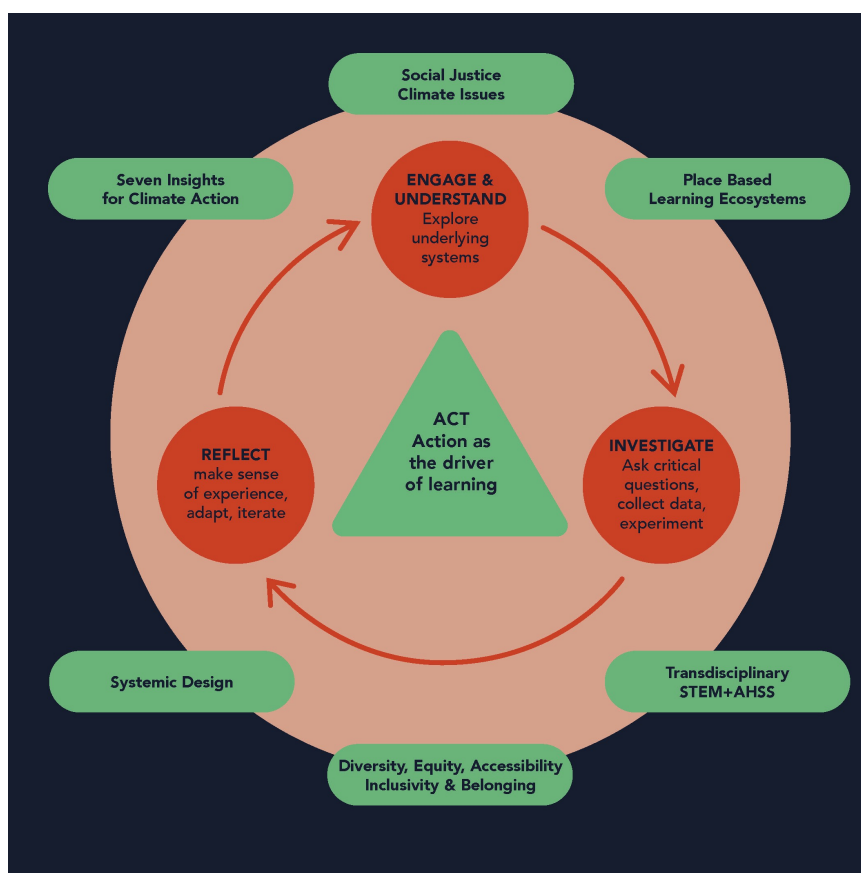 Social Justice
Climate Issues
Seven Insights
for Climate Action
Place Based
Learning Ecosystems
ENGAGE &
UNDERSTAND
Explore
underlying
systems
ACT
Action as
the driver
of learning
REFLECT
make sense
of experience,
adapt, iterate
INVESTIGATE
Ask critical
questions,
collect data,
experiment
Systemic Design
Transdisciplinary
STEM+AHSS
Diversity, Equity, Accessibility
Inclusivity & Belonging